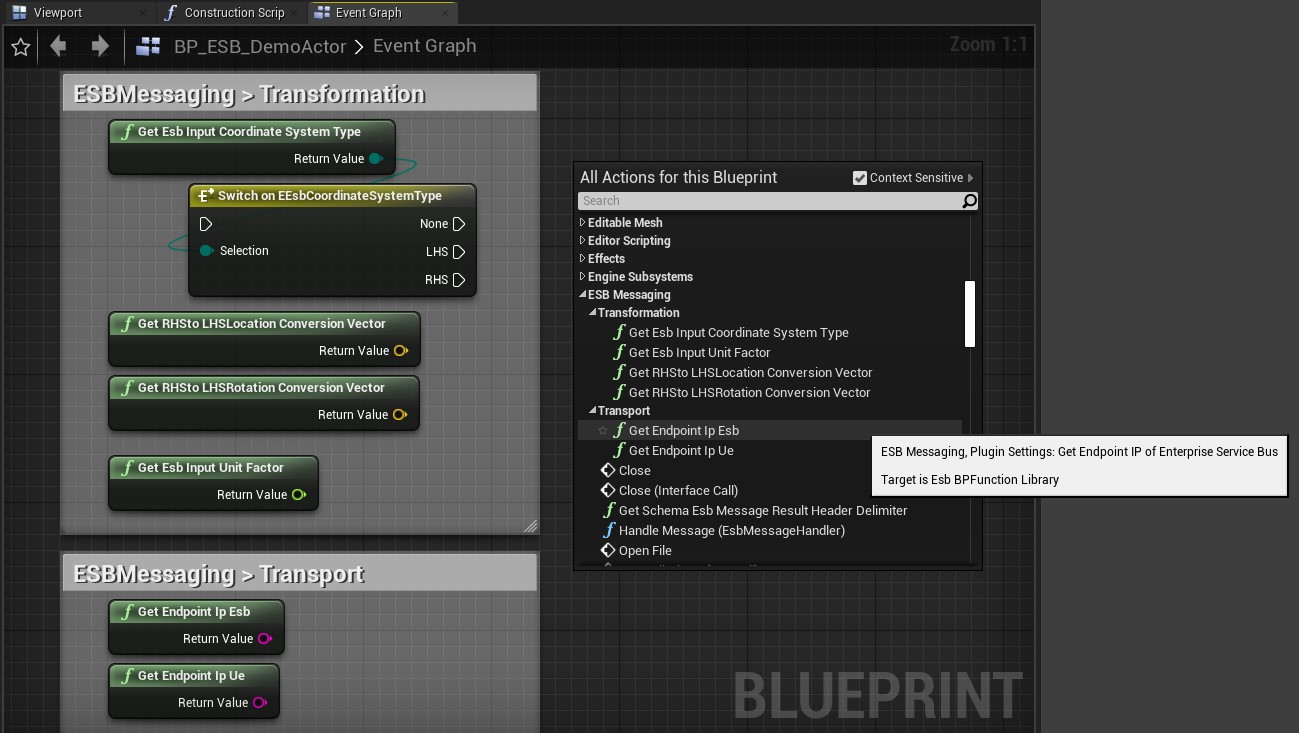 Viewport
Construction Scrip
Event Graph
BP_ESB_DemoActor > Event Graph
Zoom 1:1
ESBMessaging > Transformation
Get Esb Input Coordinate System Type
Return Value
Switch on EEsbCoordinateSystemType
None
Selection
LHS
RHS
Get RHSto LHSLocation Conversion Vector
Return Value
Get RHSto LHSRotation Conversion Vector
Return Value
Get Esb Input Unit Factor
Return Value
ESBMessaging > Transport
Get Endpoint Ip Esb
Return Value
Get Endpoint Ip Ue
Return Value
All Actions for this Blueprint
Context Sensitive
Search
Editable Mesh
Editor Scripting
Effects
Engine Subsystems
ESB Messaging
Transformation
Get Esb Input Coordinate System Type
Get Esb Input Unit Factor
Get RHSto LHSLocation Conversion Vector
Get RHSto LHSRotation Conversion Vector
Transport
Get Endpoint Ip Esb
Get Endpoint Ip Ue
Close
Close (Interface Call)
Get Schema Esb Message Result Header Delimiter
Handle Message (EsbMessageHandler)
Open File
ESB Messaging, Plugin Settings: Get Endpoint IP of Enterprise Service Bus
Target is Esb BPFunction Library
BLUEPRINT